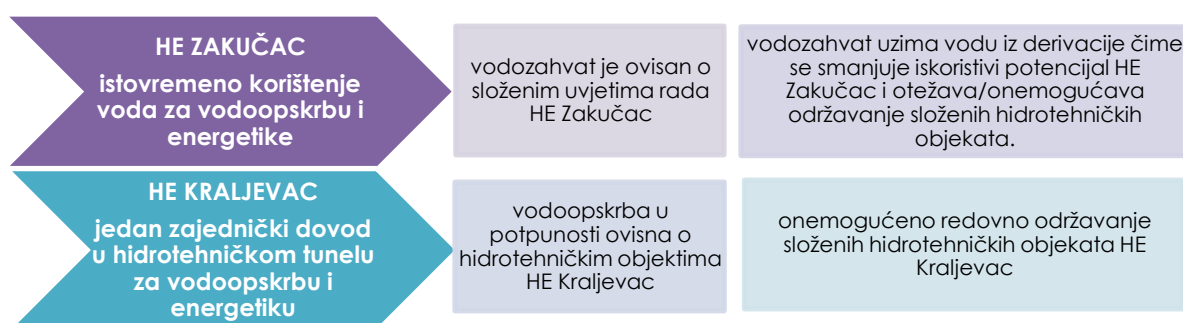 HE ZAKUČAC
istovremeno korištenje
voda za vodoopskrbu i
energetike
vodozahvat je ovisan o
složenim uvjetima rada
HE Zakučac
vodozahvat uzima vodu iz derivacije čime
se smanjuje iskoristivi potencijal HE
Zakučac i otežava/onemogućava
održavanje složenih hidrotehničkih
objekata.
HE KRALJEVAC
jedan zajednički dovod
u hidrotehničkom tunelu
za vodoopskrbu i
energetiku
vodoopskrba u
potpunosti ovisna o
hidrotehničkim objektima
HE Kraljevac
onemogućeno redovno održavanje
složenih hidrotehničkih objekata HE
Kraljevac